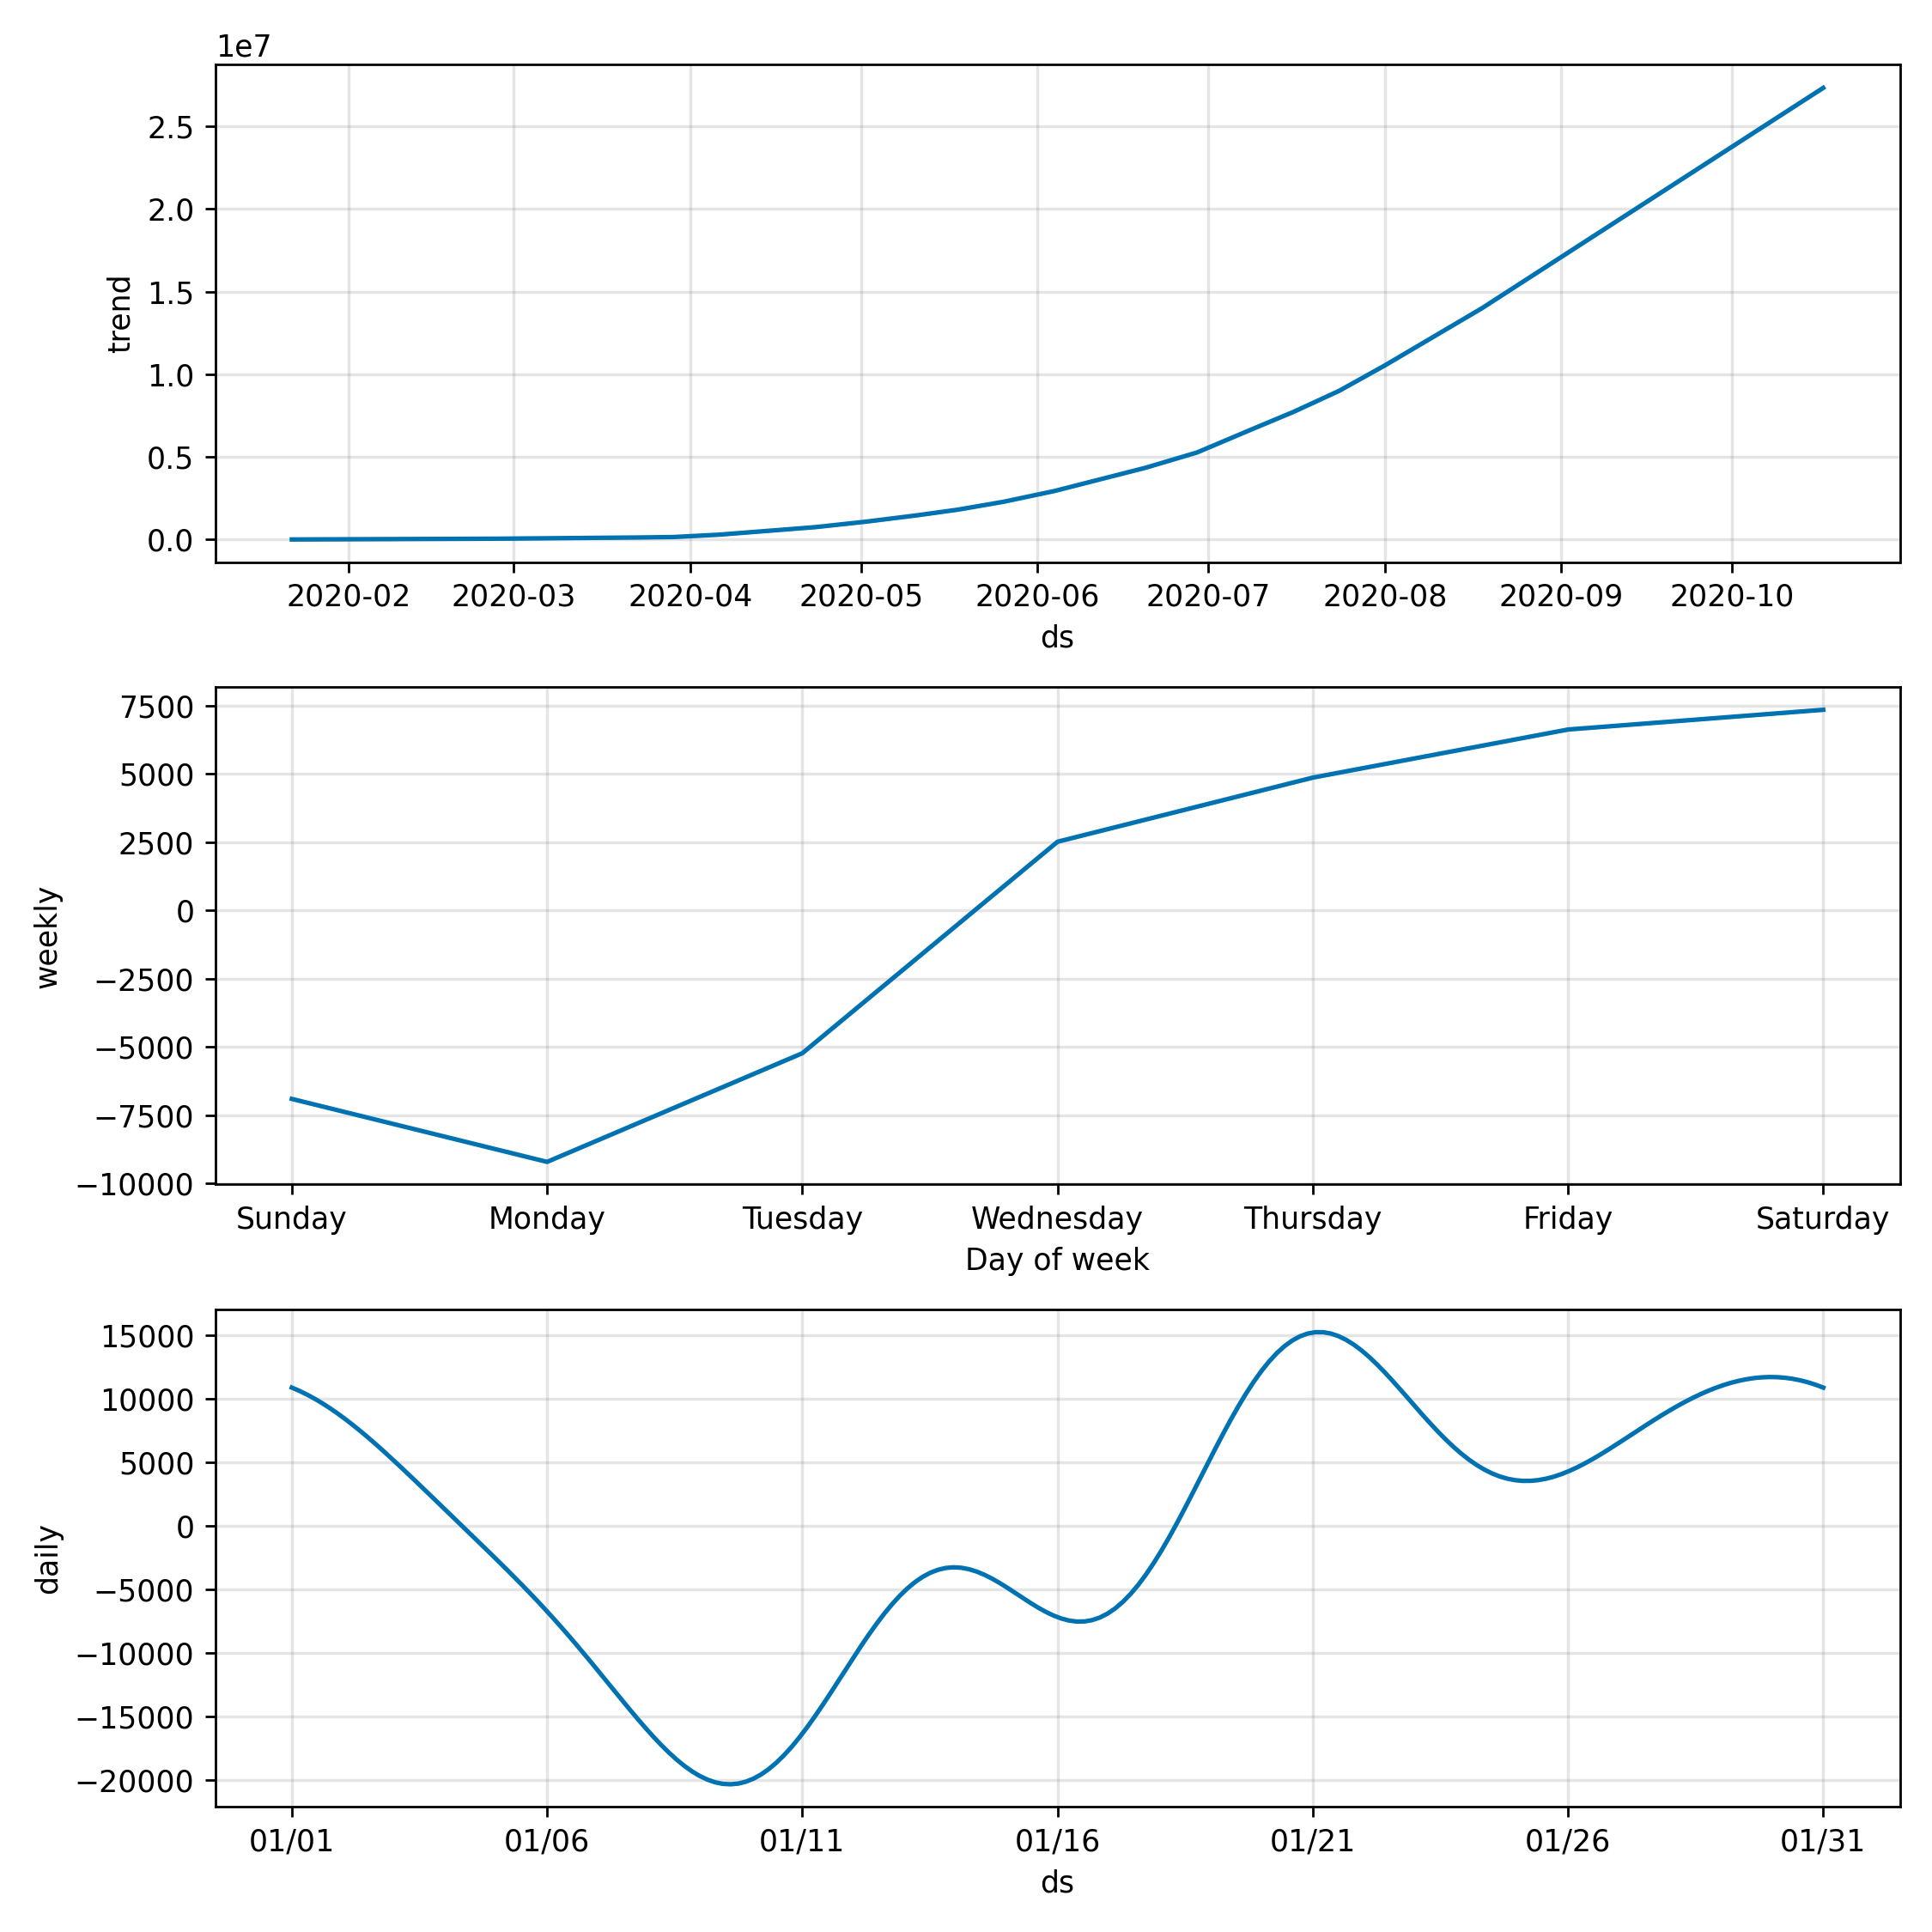 1e7
2.5
2.0
1.5
1.0
0.5
0.0
trend
2020-02 2020-03 2020-04 2020-05 2020-06 2020-07 2020-08 2020-09 2020-10
ds
7500
5000
2500
0
−2500
−5000
−7500
−10000
weekly
Sunday Monday Tuesday Wednesday Thursday Friday Saturday
Day of week
15000
10000
5000
0
−5000
−10000
−15000
−20000
daily
01/01 01/06 01/11 01/16 01/21 01/26 01/31
ds